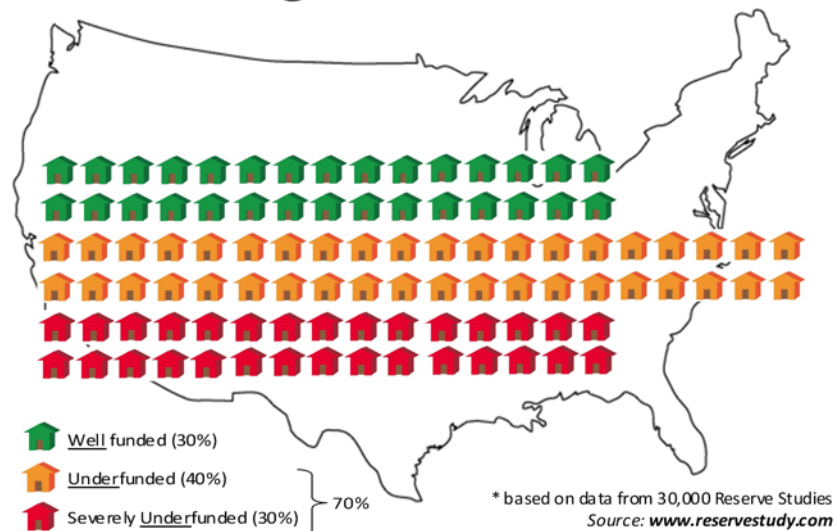 Well funded (30%)
Underfunded (40%)
70%
Severely Underfunded (30%)
* based on data from 30,000 Reserve Studies
Source: www.reservestudy.com